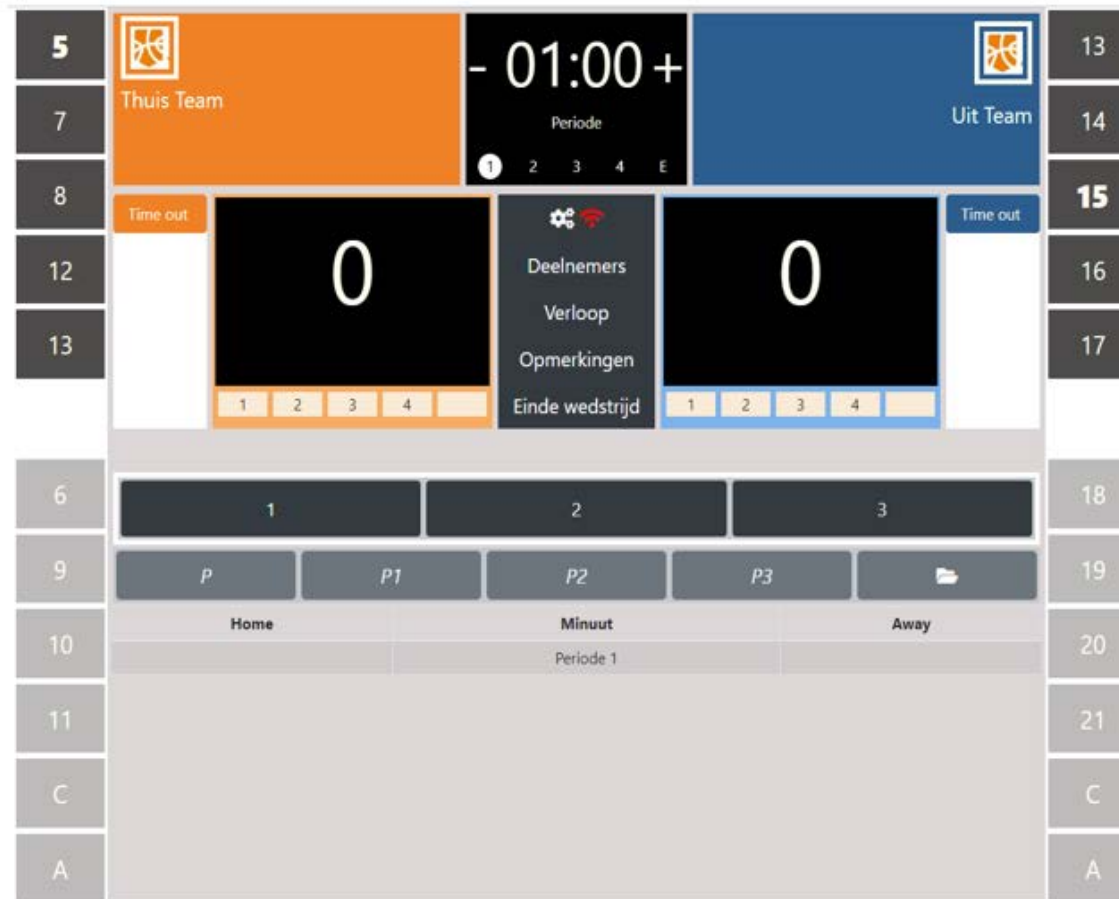 5
7
8
12
13
6
9
10
11
C
A
Thuis Team
- 01:00 +
Periode
1 2 3 4 E
Uit Team
Time out
0
1 2 3 4
Deelnemers
Verloop
Opmerkingen
Einde wedstrijd
0
1 2 3 4
Time out
1 2 3
P P1 P2 P3
Home Minuut Away
Periode 1
13
14
15
16
17
18
19
20
21
C
A